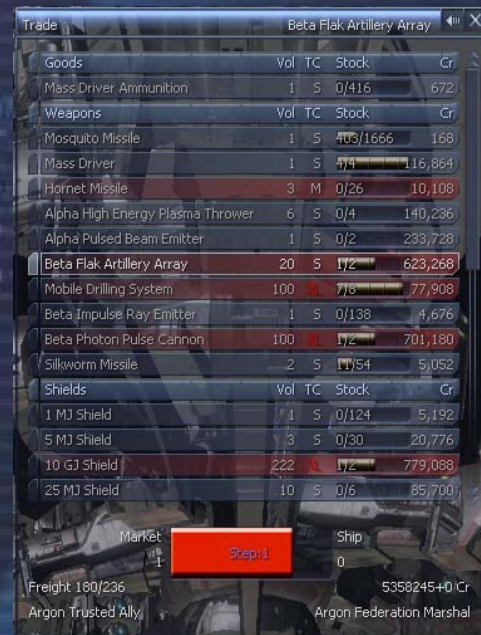 Trade Beta Flak Artillery Array
Goods Vol TC Stock Cr
Mass Driver Ammunition 1 S 0/416 672
Weapons Vol TC Stock Cr
Mosquito Missile 1 S 403/1666 168
Mass Driver 1 S 4/4 116,864
Hornet Missile 3 M 0/26 10,108
Alpha High Energy Plasma Thrower 6 S 0/4 140,236
Alpha Pulsed Beam Emitter 1 S 0/2 233,728
Beta Flak Artillery Array 20 S 1/2 623,268
Mobile Drilling System 100 XL 7/8 77,908
Beta Impulse Ray Emitter 1 S 0/138 4,676
Beta Photon Pulse Cannon 100 XL 1/2 701,180
Silkworm Missile 2 S 11/54 5,052
Shields Vol TC Stock Cr
1 MJ Shield 1 S 0/124 5,192
5 MJ Shield 3 S 0/30 20,776
10 GJ Shield 222 XL 1/2 779,088
25 MJ Shield 10 S 0/6 85,700
Market Ship
1 Step:1 0
Freight 180/236 5358245+0 Cr
Argon Trusted Ally Argon Federation Marshal